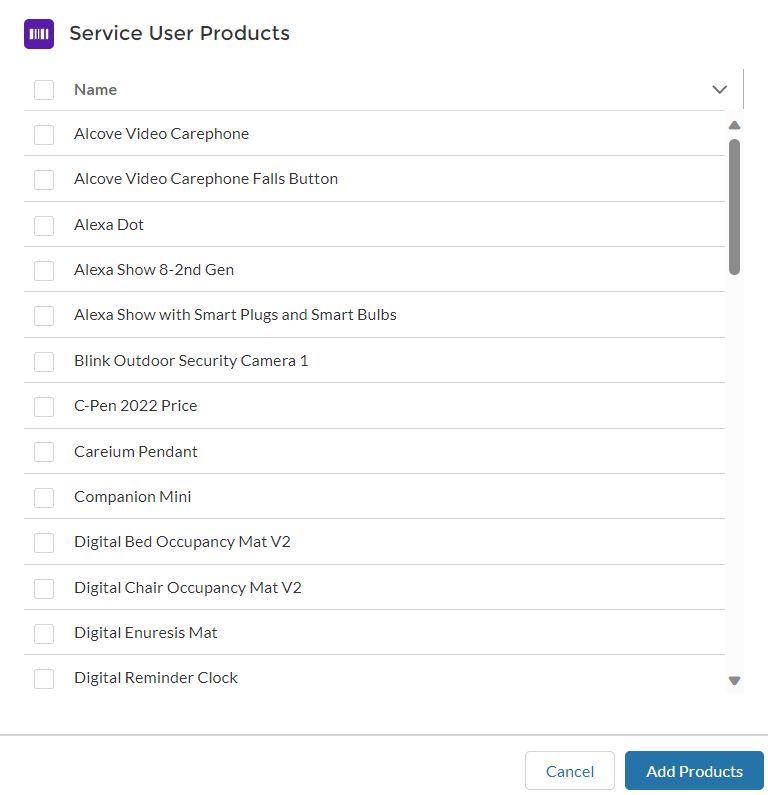 Service User Products
Name
Alcove Video Carephone
Alcove Video Carephone Falls Button
Alexa Dot
Alexa Show 8-2nd Gen
Alexa Show with Smart Plugs and Smart Bulbs
Blink Outdoor Security Camera 1
C-Pen 2022 Price
Careium Pendant
Companion Mini
Digital Bed Occupancy Mat V2
Digital Chair Occupancy Mat V2
Digital Enuresis Mat
Digital Reminder Clock
Cancel Add Products